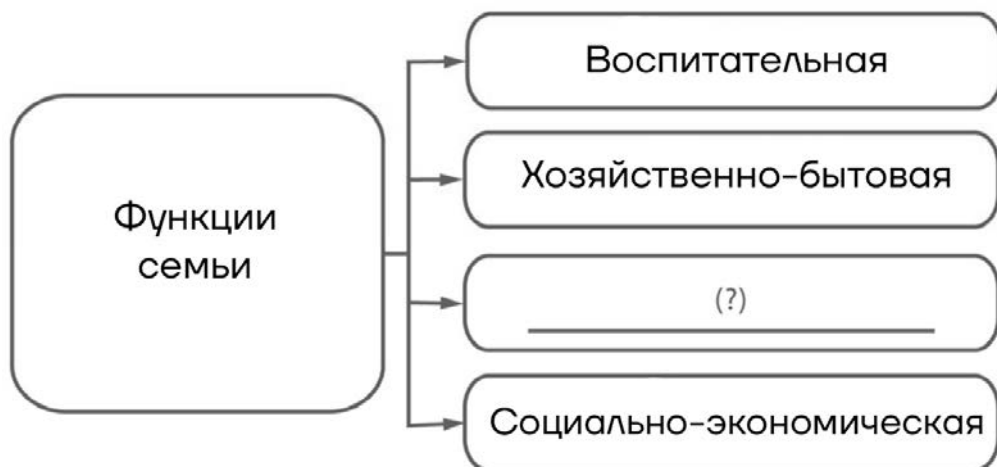 Функции
семьи
Воспитательная
Хозяйственно-бытовая
(?)
Социально-экономическая